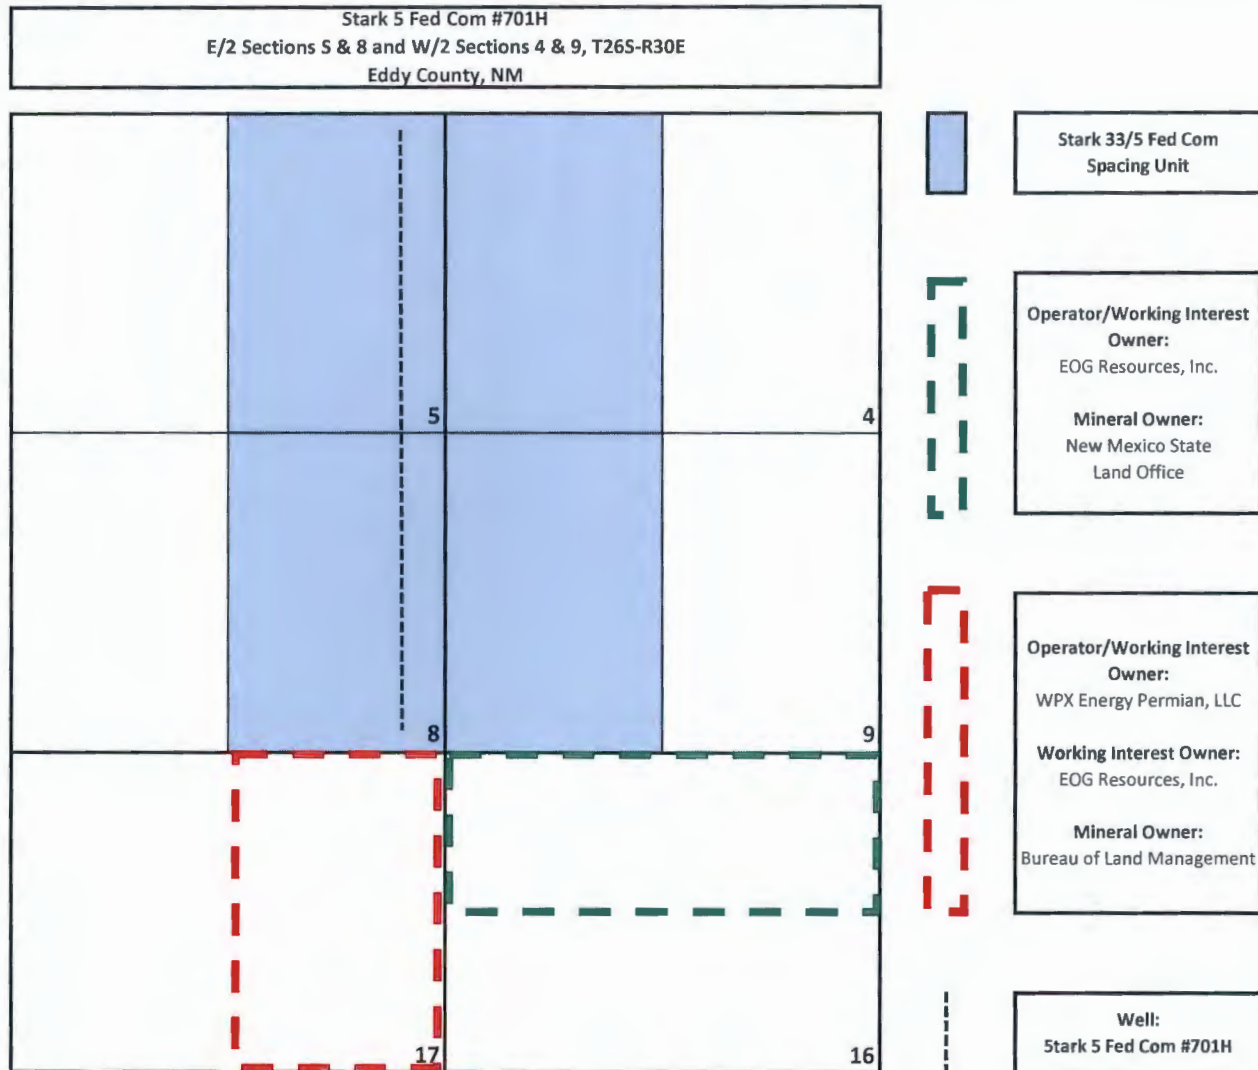 Stark 5 Fed Com #701H
E/2 Sections 5 & 8 and W/2 Sections 4 & 9, T26S-R30E
Eddy County, NM
5
4
8
9
17
16
Stark 33/5 Fed Com
Spacing Unit
Operator/Working Interest
Owner:
EOG Resources, Inc.
Mineral Owner:
New Mexico State
Land Office
Operator/Working Interest
Owner:
WPX Energy Permian, LLC
Working Interest Owner:
EOG Resources, Inc.
Mineral Owner:
Bureau of Land Management
Well:
Stark 5 Fed Com #701H